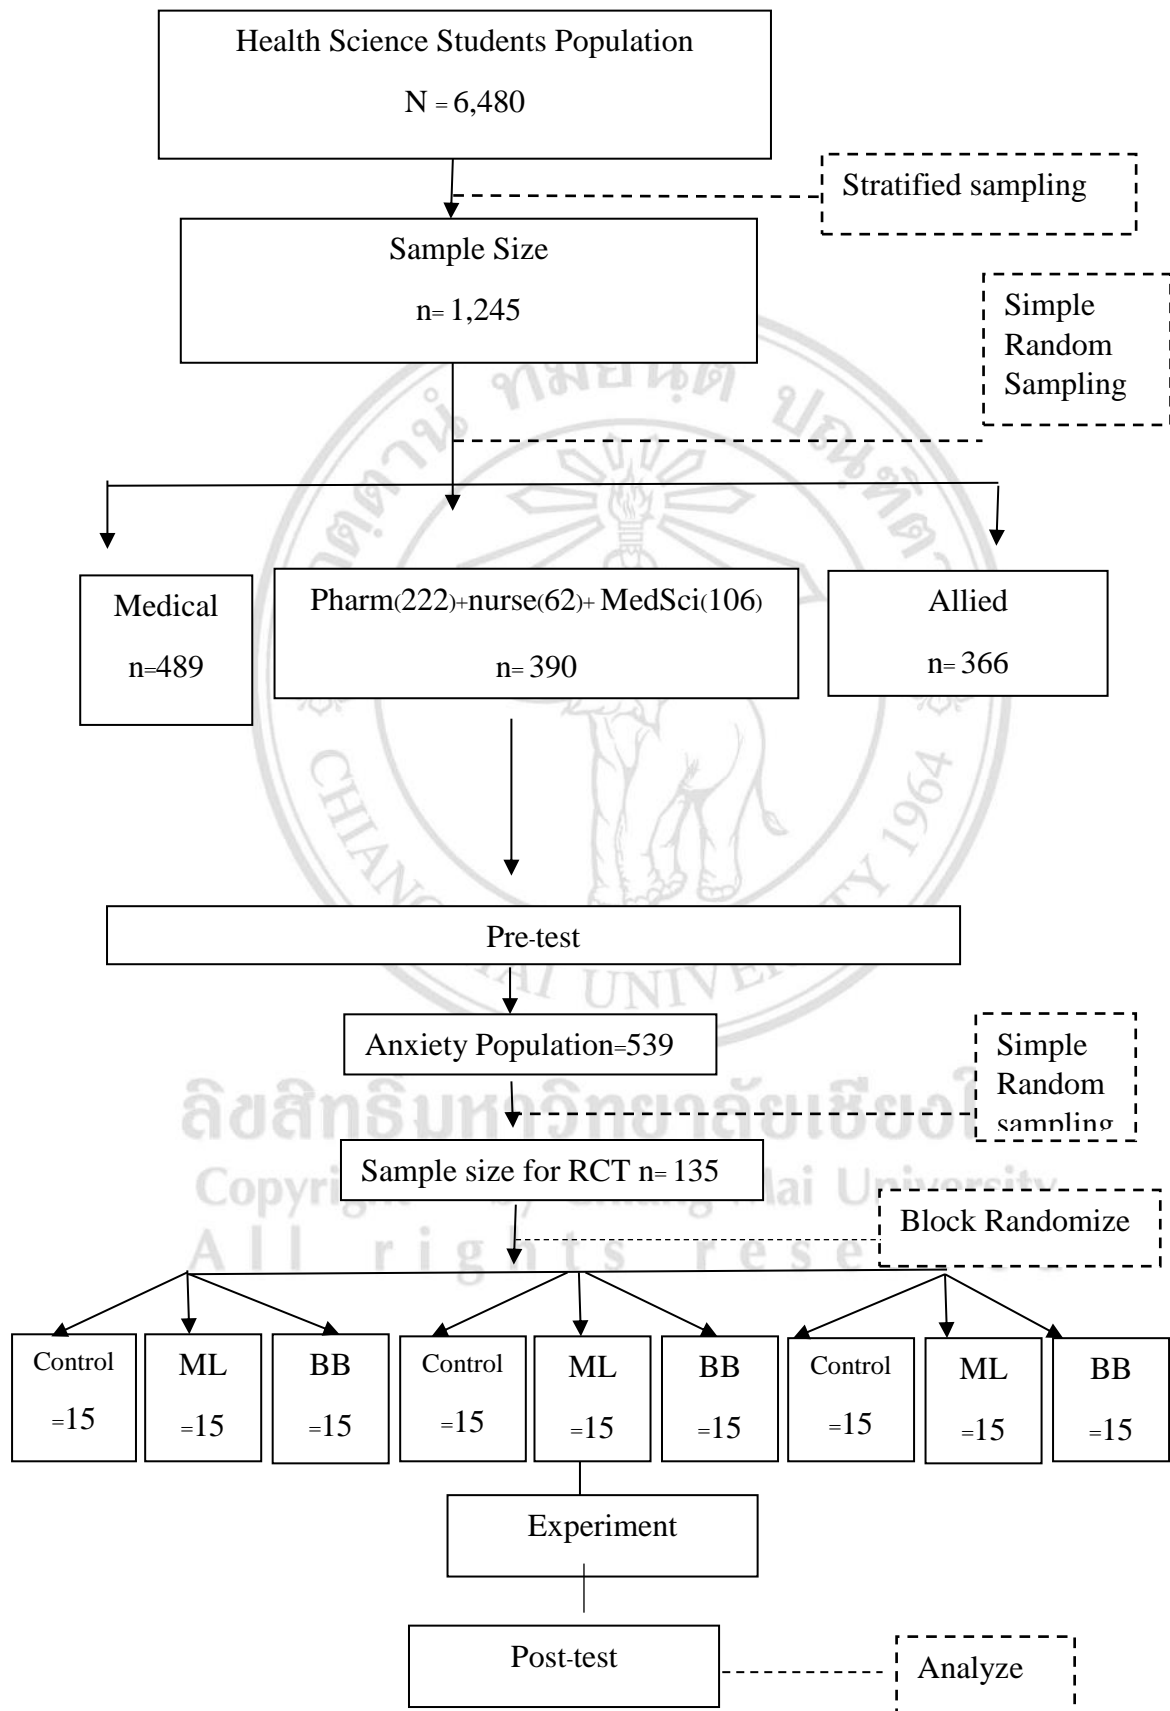 Health Science Students Population
N = 6,480
Stratified sampling
Sample Size
n= 1,245
Simple
Random
Sampling
Medical
n=489
Pharm(222)+nurse(62)+ MedSci(106)
n= 390
Allied
n= 366
Pre-test
Anxiety Population=539
Simple
Random
sampling
Sample size for RCT n= 135
Block Randomize
Control
=15
ML
=15
BB
=15
Control
=15
ML
=15
BB
=15
Control
=15
ML
=15
BB
=15
Experiment
Post-test
Analyze
CHIANG MAI UNIVERSITY 1964
ลิขสิทธิ์มหาวิทยาลัยเชียง
Copyright by Mai University
All rights